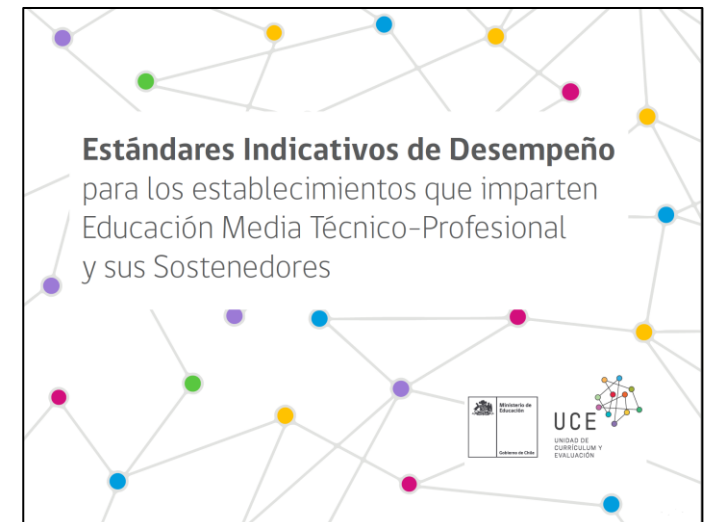 Estándares Indicativos de Desempeño
para los establecimientos que imparten
Educación Media Técnico-Profesional
y sus Sostenedores
Ministerio de
Educación
Gobierno de Chile
UCE
UNIDAD DE
CURRÍCULUM Y
EVALUACIÓN